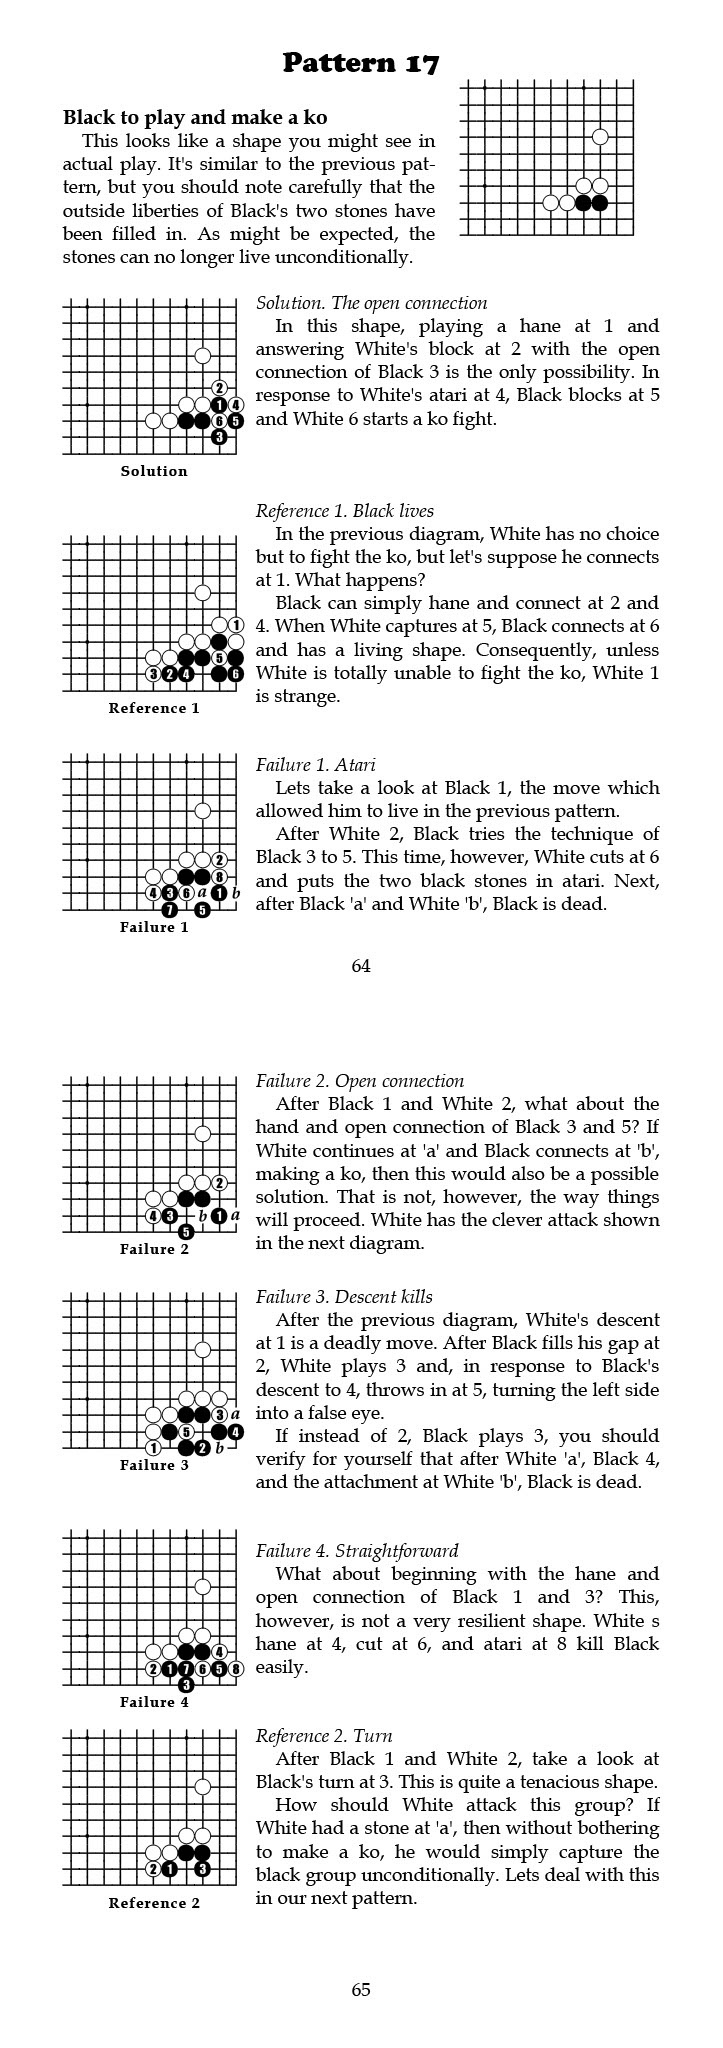 Pattern 17
Black to play and make a ko
This looks like a shape you might see in
actual play. It's similar to the previous pat-
tern, but you should note carefully that the
outside liberties of Black's two stones have
been filled in. As might be expected, the
stones can no longer live unconditionally.
Solution. The open connection
In this shape, playing a hane at 1 and
answering White's block at 2 with the open
connection of Black 3 is the only possibility. In
response to White's atari at 4, Black blocks at 5
and White 6 starts a ko fight.
2
1 4
6 5
3
Solution
Reference 1. Black lives
In the previous diagram, White has no choice
but to fight the ko, but let's suppose he connects
at 1. What happens?
Black can simply hane and connect at 2 and
4. When White captures at 5, Black connects at 6
and has a living shape. Consequently, unless
White is totally unable to fight the ko, White 1
is strange.
1
5
3 2 4 6
Reference 1
Failure 1. Atari
Lets take a look at Black 1, the move which
allowed him to live in the previous pattern.
After White 2, Black tries the technique of
Black 3 to 5. This time, however, White cuts at 6
and puts the two black stones in atari. Next,
after Black 'a' and White 'b', Black is dead.
2
8
4 3 6 a 1 b
7 5
Failure 1
64
Failure 2. Open connection
After Black 1 and White 2, what about the
hand and open connection of Black 3 and 5? If
White continues at 'a' and Black connects at 'b',
making a ko, then this would also be a possible
solution. That is not, however, the way things
will proceed. White has the clever attack shown
in the next diagram.
2
4 3 b 1 a
5
Failure 2
Failure 3. Descent kills
After the previous diagram, White's descent
at 1 is a deadly move. After Black fills his gap at
2, White plays 3 and, in response to Black's
descent to 4, throws in at 5, turning the left side
into a false eye.
If instead of 2, Black plays 3, you should
verify for yourself that after White 'a', Black 4,
and the attachment at White 'b', Black is dead.
3 a
5 4
1 2 b
Failure 3
Failure 4. Straightforward
What about beginning with the hane and
open connection of Black 1 and 3? This,
however, is not a very resilient shape. White s
hane at 4, cut at 6, and atari at 8 kill Black
easily.
4
2 1 7 6 5 8
3
Failure 4
Reference 2. Turn
After Black 1 and White 2, take a look at
Black's turn at 3. This is quite a tenacious shape.
How should White attack this group? If
White had a stone at 'a', then without bothering
to make a ko, he would simply capture the
black group unconditionally. Lets deal with this
in our next pattern.
2 1 3
Reference 2
65